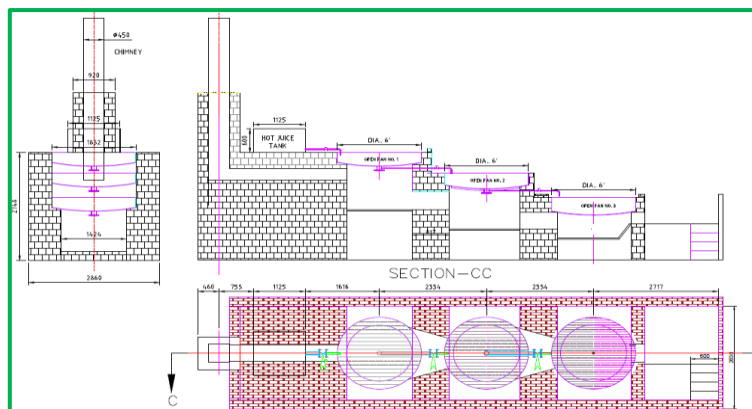 ø450
CHIMNEY
920
1125
1832
2146
1424
2860
1125
600
HOT JUICE
TANK
DIA.. 6'
OPEN PAN NO. 1
DIA.. 6'
OPEN PAN NO. 2
DIA.. 6'
OPEN PAN NO. 3
SECTION-CC
460
755
1125
1616
2334
2334
2717
600
C